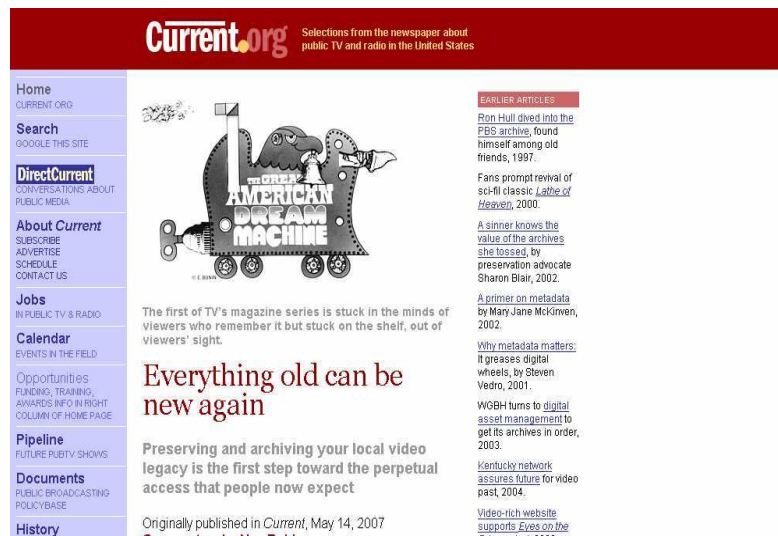 Current.org
Selections from the newspaper about
public TV and radio in the United States
Home
CURRENT.ORG
Search
GOOGLE THIS SITE
DirectCurrent
CONVERSATIONS ABOUT
PUBLIC MEDIA
About Current
SUBSCRIBE
ADVERTISE
SCHEDULE
CONTACT US
Jobs
IN PUBLIC TV & RADIO
Calendar
EVENTS IN THE FIELD
Opportunities
FUNDING, TRAINING,
AWARDS INFO IN RIGHT
COLUMN OF HOME PAGE
Pipeline
FUTURE PUBTV SHOWS
Documents
PUBLIC BROADCASTING
POLICYBASE
History
THE GREAT
AMERICAN
DREAM
MACHINE
The first of TV's magazine series is stuck in the minds of
viewers who remember it but stuck on the shelf, out of
viewers' sight.
Everything old can be
new again
Preserving and archiving your local video
legacy is the first step toward the perpetual
access that people now expect
Originally published in Current, May 14, 2007
EARLIER ARTICLES
Ron Hull dived into the
PBS archive, found
himself among old
friends, 1997.
Fans prompt revival of
sci-fil classic Lathe of
Heaven, 2000.
A sinner knows the
value of the archives
she tossed, by
preservation advocate
Sharon Blair, 2002.
A primer on metadata
by Mary Jane McKinven,
2002.
Why metadata matters:
It greases digital
wheels, by Steven
Vedro, 2001.
WGBH turns to digital
asset management to
get its archives in order,
2003.
Kentucky network
assures future for video
past, 2004.
Video-rich website
supports Eyes on the